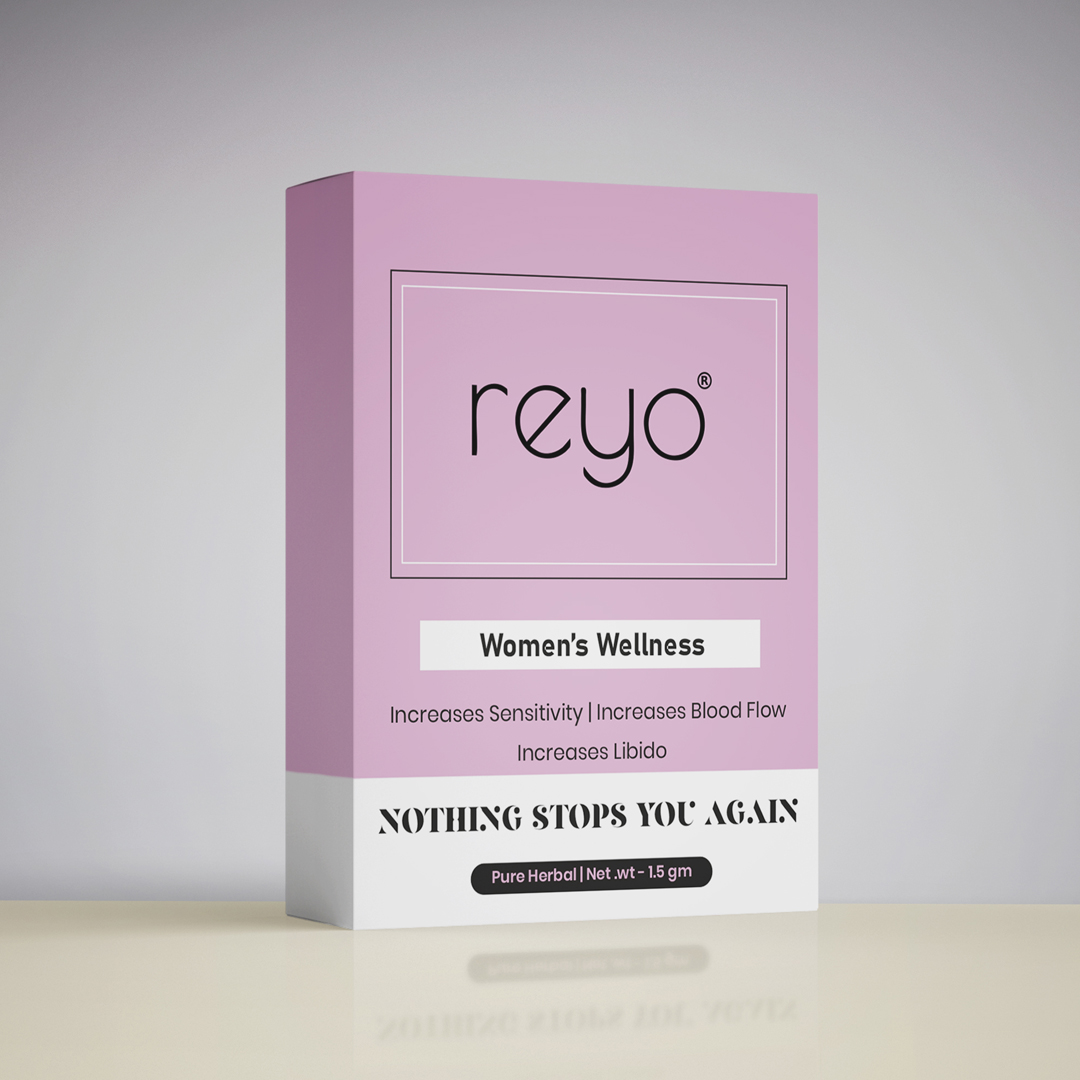 reyo®
Women's Wellness
Increases Sensitivity | Increases Blood Flow
Increases Libido
NOTHING STOPS YOU AGAIN
Pure Herbal | Net .wt - 1.5 gm